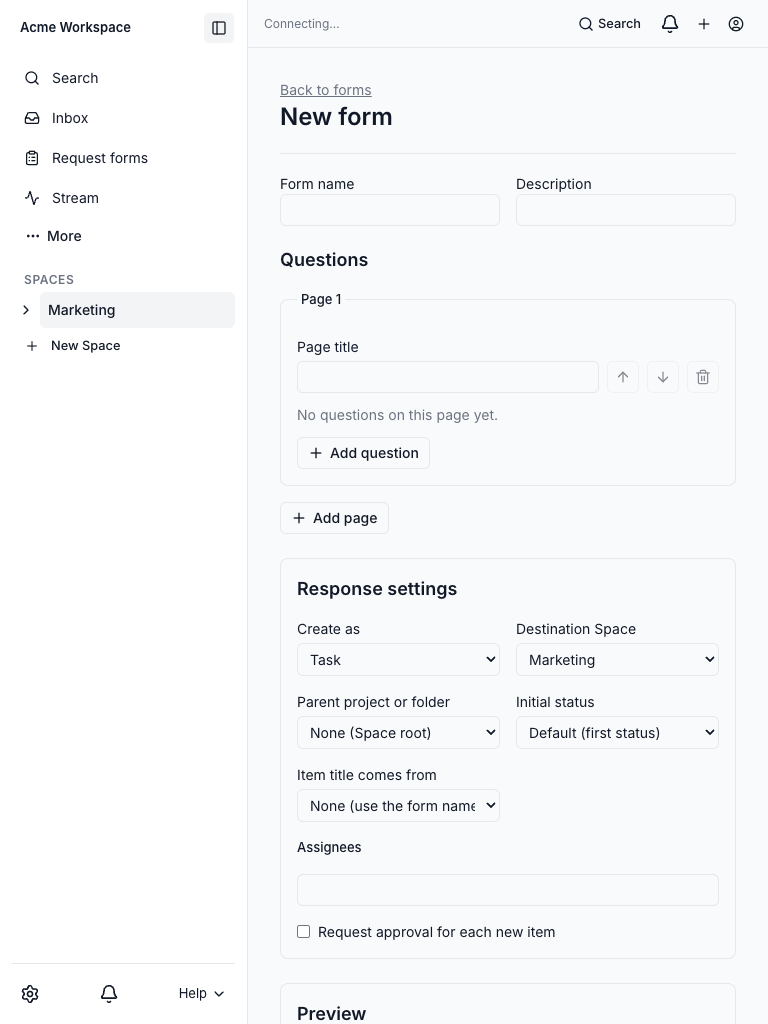 Acme Workspace
Search
Inbox
Request forms
Stream
More
SPACES
Marketing
New Space
Help
Connecting...
Search
Back to forms
New form
Form name
Description
Questions
Page 1
Page title
No questions on this page yet.
Add question
Add page
Response settings
Create as
Destination Space
Task
Marketing
Parent project or folder
Initial status
None (Space root)
Default (first status)
Item title comes from
None (use the form name
Assignees
Request approval for each new item
Preview